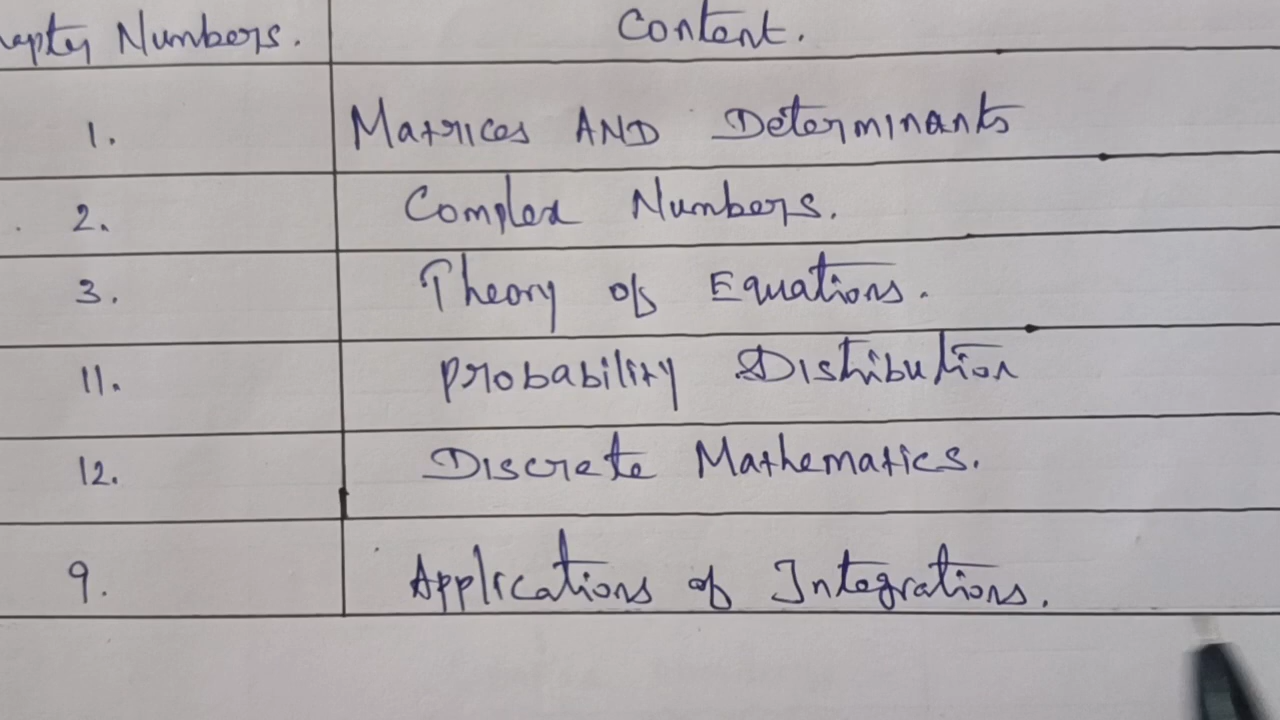 hapter Numbers. Content.
1. Matrices AND Determinants
2. Complex Numbers.
3. Theory of Equations.
11. Probability Distribution
12. Discrete Mathematics.
9. Applications of Integrations.